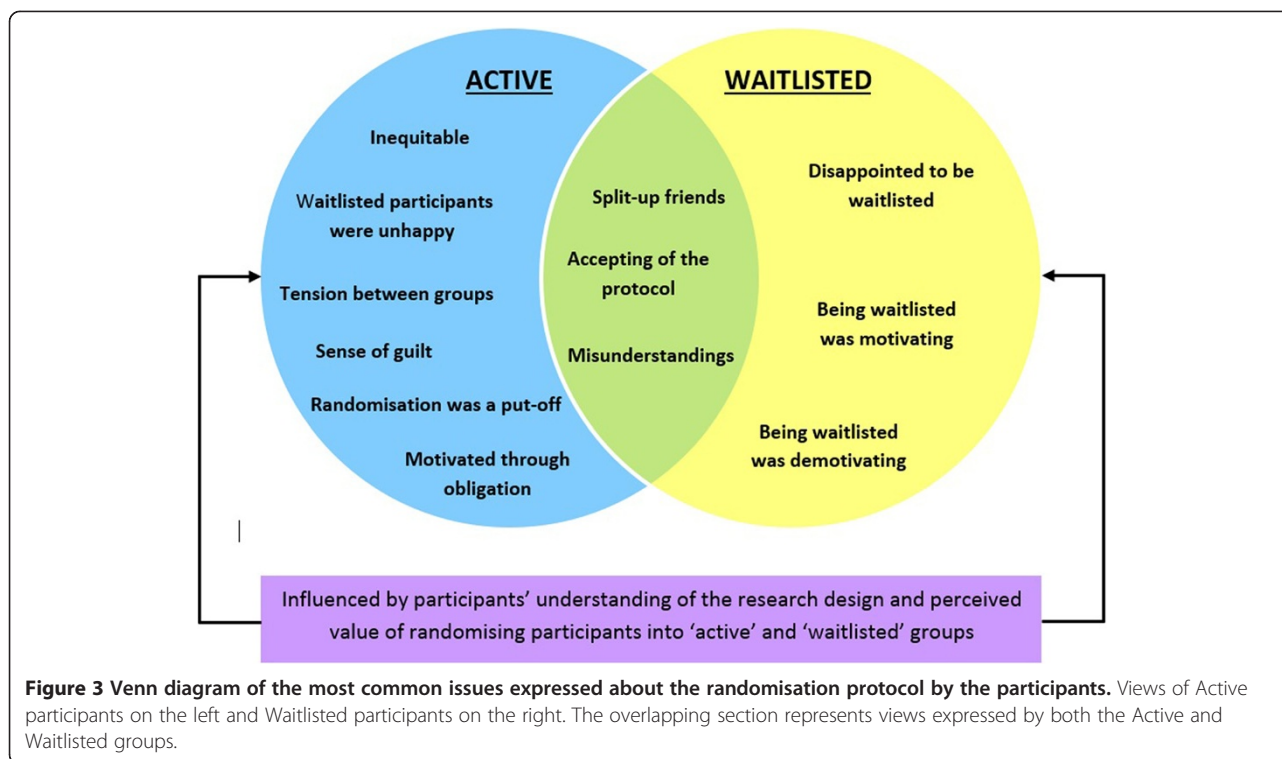 ACTIVE
Inequitable
Waitlisted participants
were unhappy
Tension between groups
Sense of guilt
Randomisation was a put-off
Motivated through
obligation
Split-up friends
Accepting of the
protocol
Misunderstandings
WAITLISTED
Disappointed to be
waitlisted
Being waitlisted
was motivating
Being waitlisted
was demotivating
Influenced by participants’ understanding of the research design and perceived
value of randomising participants into ‘active’ and ‘waitlisted’ groups
Figure 3 Venn diagram of the most common issues expressed about the randomisation protocol by the participants. Views of Active
participants on the left and Waitlisted participants on the right. The overlapping section represents views expressed by both the Active and
Waitlisted groups.